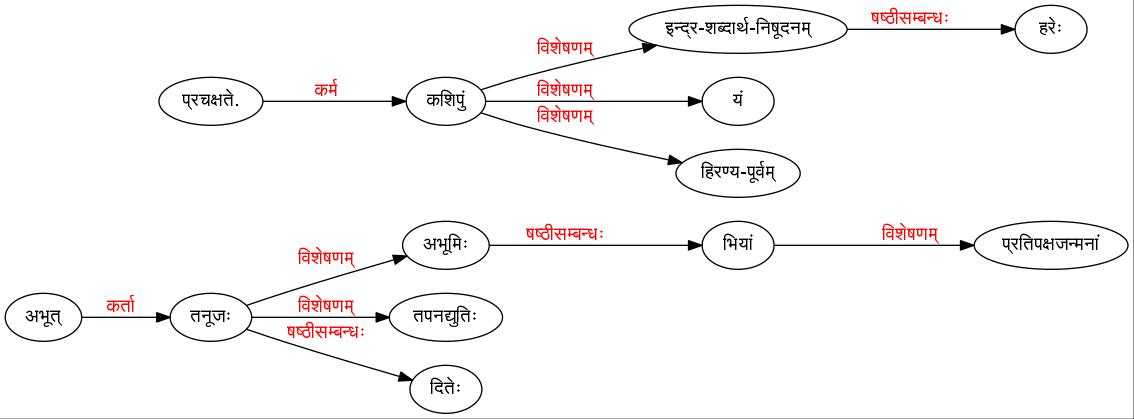 इन्द्र-शब्दार्थ-निषूदनम् षष्ठीसम्बन्धः हरेः
विशेषणम्
प्रचक्षते. कर्म कशिपुं विशेषणम् यं
विशेषणम्
हिरण्य-पूर्वम्
अभूमिः षष्ठीसम्बन्धः भियां विशेषणम् प्रतिपक्षजन्मनां
विशेषणम्
अभूत् कर्ता तनूजः विशेषणम् तपनद्युतिः
षष्ठीसम्बन्धः
दितेः